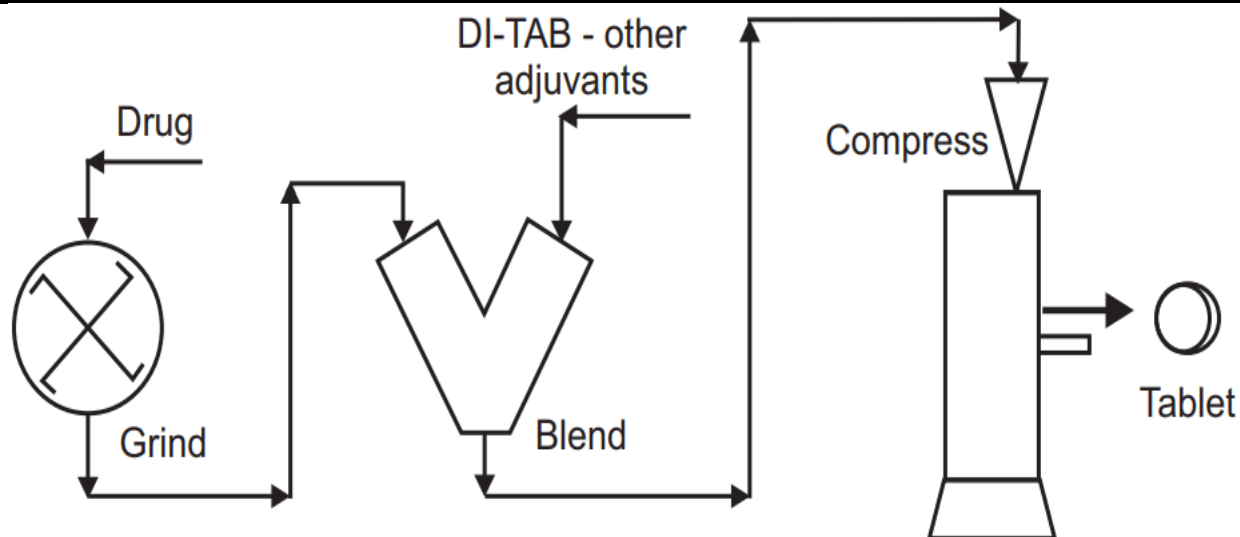 DI-TAB - other
adjuvants
Drug
Compress
Grind
Blend
Tablet